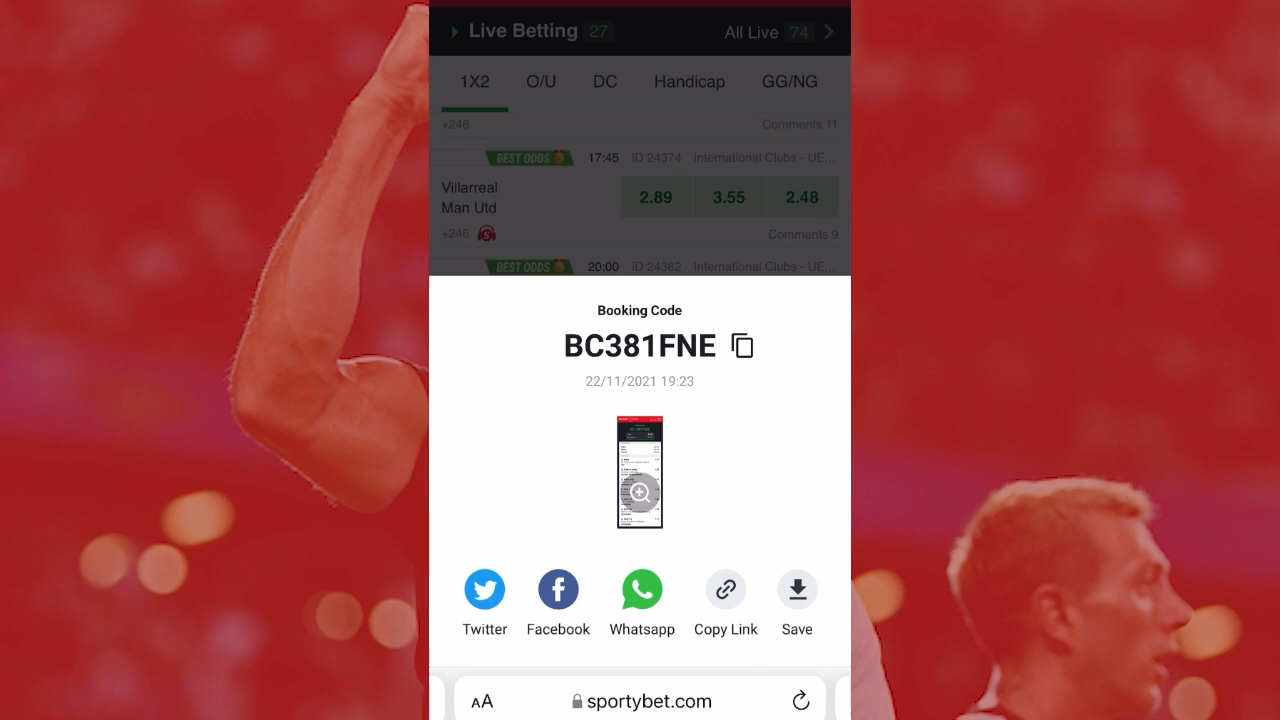 Live Betting 27 All Live 74
1X2 O/U DC Handicap GG/NG
+246 Comments 11
BEST ODDS 17:45 ID 24374 International Clubs - UE...
Villarreal
Man Utd
2.89 3.55 2.48
+246 Comments 9
BEST ODDS 20:00 ID 24382 International Clubs - UE...
Booking Code
BC381FNE
22/11/2021 19:23
Twitter Facebook Whatsapp Copy Link Save
AA sportybet.com